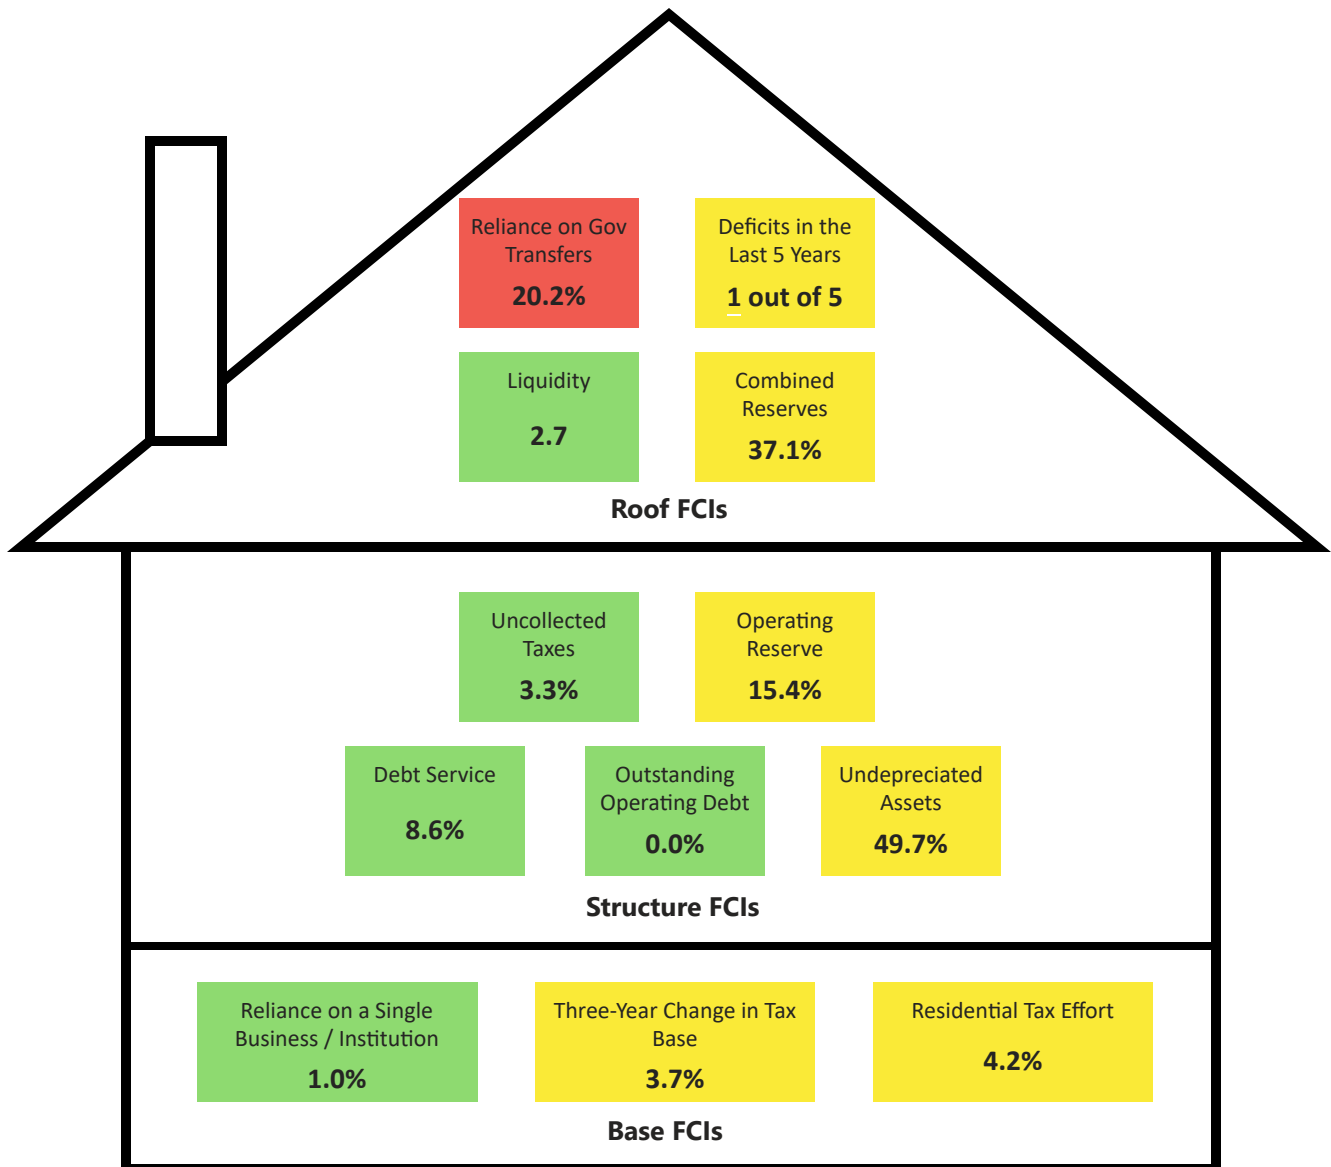 Reliance on Gov
Transfers
20.2%
Deficits in the
Last 5 Years
1 out of 5
Liquidity
2.7
Combined
Reserves
37.1%
Roof FCIs
Uncollected
Taxes
3.3%
Operating
Reserve
15.4%
Debt Service
8.6%
Outstanding
Operating Debt
0.0%
Undepreciated
Assets
49.7%
Structure FCIs
Reliance on a Single
Business / Institution
1.0%
Three-Year Change in Tax
Base
3.7%
Residential Tax Effort
4.2%
Base FCIs